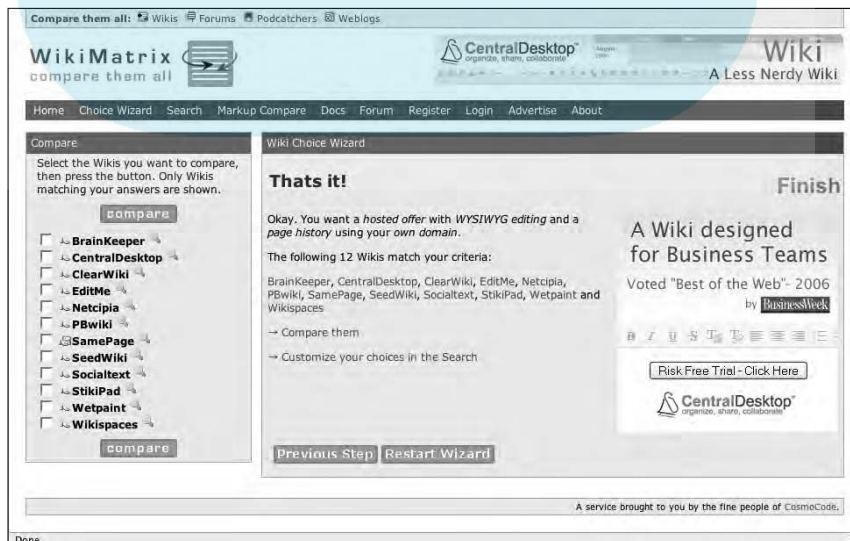 Compare them all: Wikis Forums Podcatchers Weblogs
WikiMatrix
compare them all
CentralDesktop
organize, share, collaborate
Wiki
A Less Nerdy Wiki
Home Choice Wizard Search Markup Compare Docs Forum Register Login Advertise About
Compare
Select the Wikis you want to compare,
then press the button. Only Wikis
matching your answers are shown.
compare
BrainKeeper
CentralDesktop
ClearWiki
EditMe
Netcipia
PBwiki
SamePage
SeedWiki
Socialtext
StikiPad
Wetpaint
Wikispaces
compare
Wiki Choice Wizard
Thats it!
Finish
Okay. You want a hosted offer with WYSIWYG editing and a
page history using your own domain.
The following 12 Wikis match your criteria:
BrainKeeper, CentralDesktop, ClearWiki, EditMe, Netcipia,
PBwiki, SamePage, SeedWiki, Socialtext, StikiPad, Wetpaint and
Wikispaces
→ Compare them
→ Customize your choices in the Search
Previous Step Restart Wizard
A Wiki designed
for Business Teams
Voted "Best of the Web"- 2006
by BusinessWeek
B I U S
Risk Free Trial - Click Here
CentralDesktop
organize, share, collaborate
A service brought to you by the fine people of CosmoCode.
Done